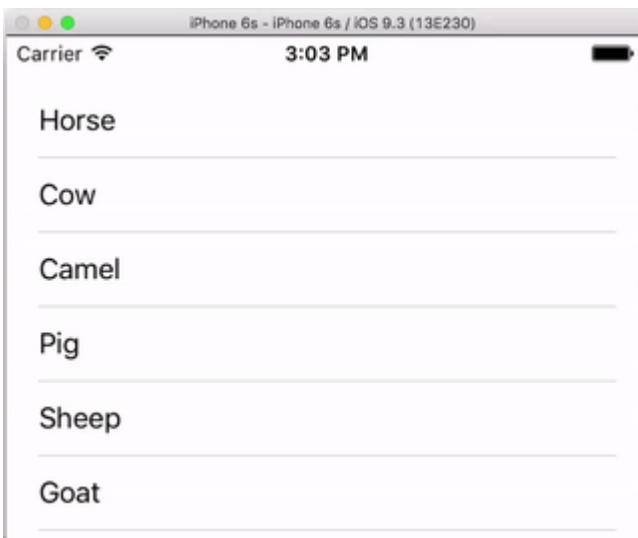 iPhone 6s - iPhone 6s / iOS 9.3 (13E230)
Carrier 3:03 PM
Horse
Cow
Camel
Pig
Sheep
Goat